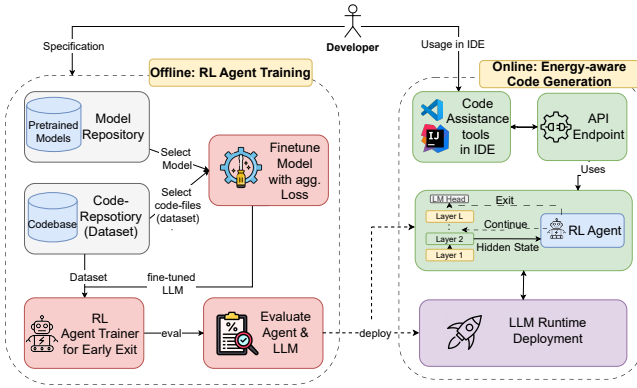 Developer
Specification
Usage in IDE
Offline: RL Agent Training
Online: Energy-aware
Code Generation
Pretrained
Models
Model
Repository
Select
Model
Finetune
Model
with agg.
Loss
Codebase
Code-
Repsotiory
(Dataset)
Select
code-files
(dataset)
Dataset
fine-tuned
LLM
RL
Agent Trainer
for Early Exit
eval
Evaluate
Agent &
LLM
deploy
IJ
Code
Assistance
tools
in IDE
API
Endpoint
Uses
LM Head
Exit
Layer L
Continue
Layer 2
Hidden State
Layer 1
RL Agent
LLM Runtime
Deployment